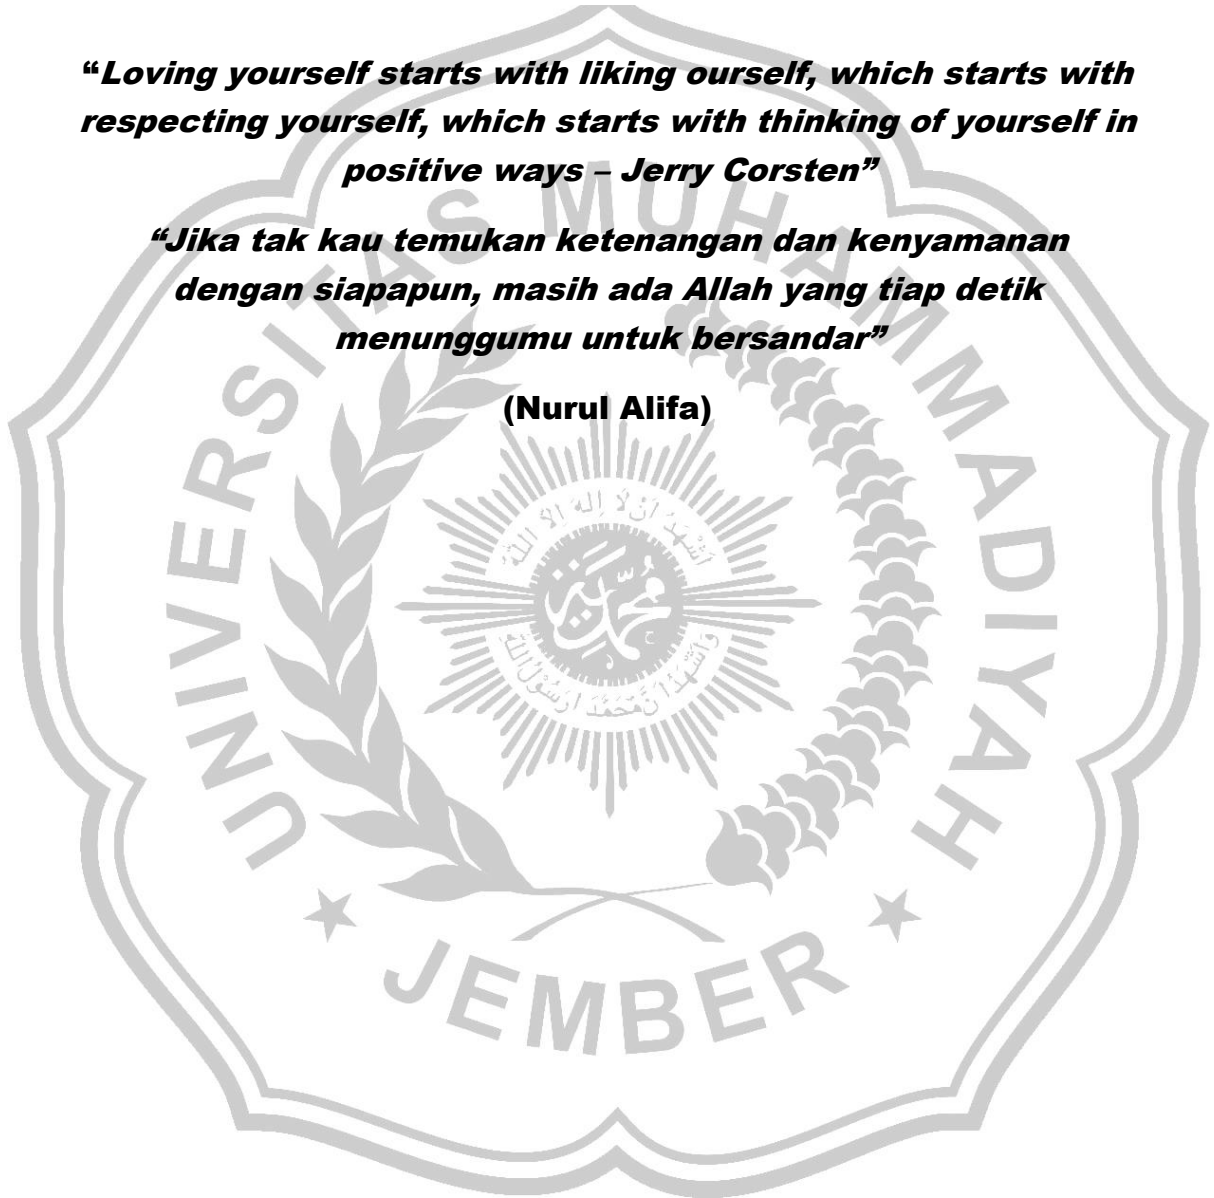 “Loving yourself starts with liking ourself, which starts with
respecting yourself, which starts with thinking of yourself in
positive ways – Jerry Corsten”
“Jika tak kau temukan ketenangan dan kenyamanan
dengan siapapun, masih ada Allah yang tiap detik
menunggumu untuk bersandar”
(Nurul Alifa)
UNIVERSITAS MUHAMMADIYAH
JEMBER